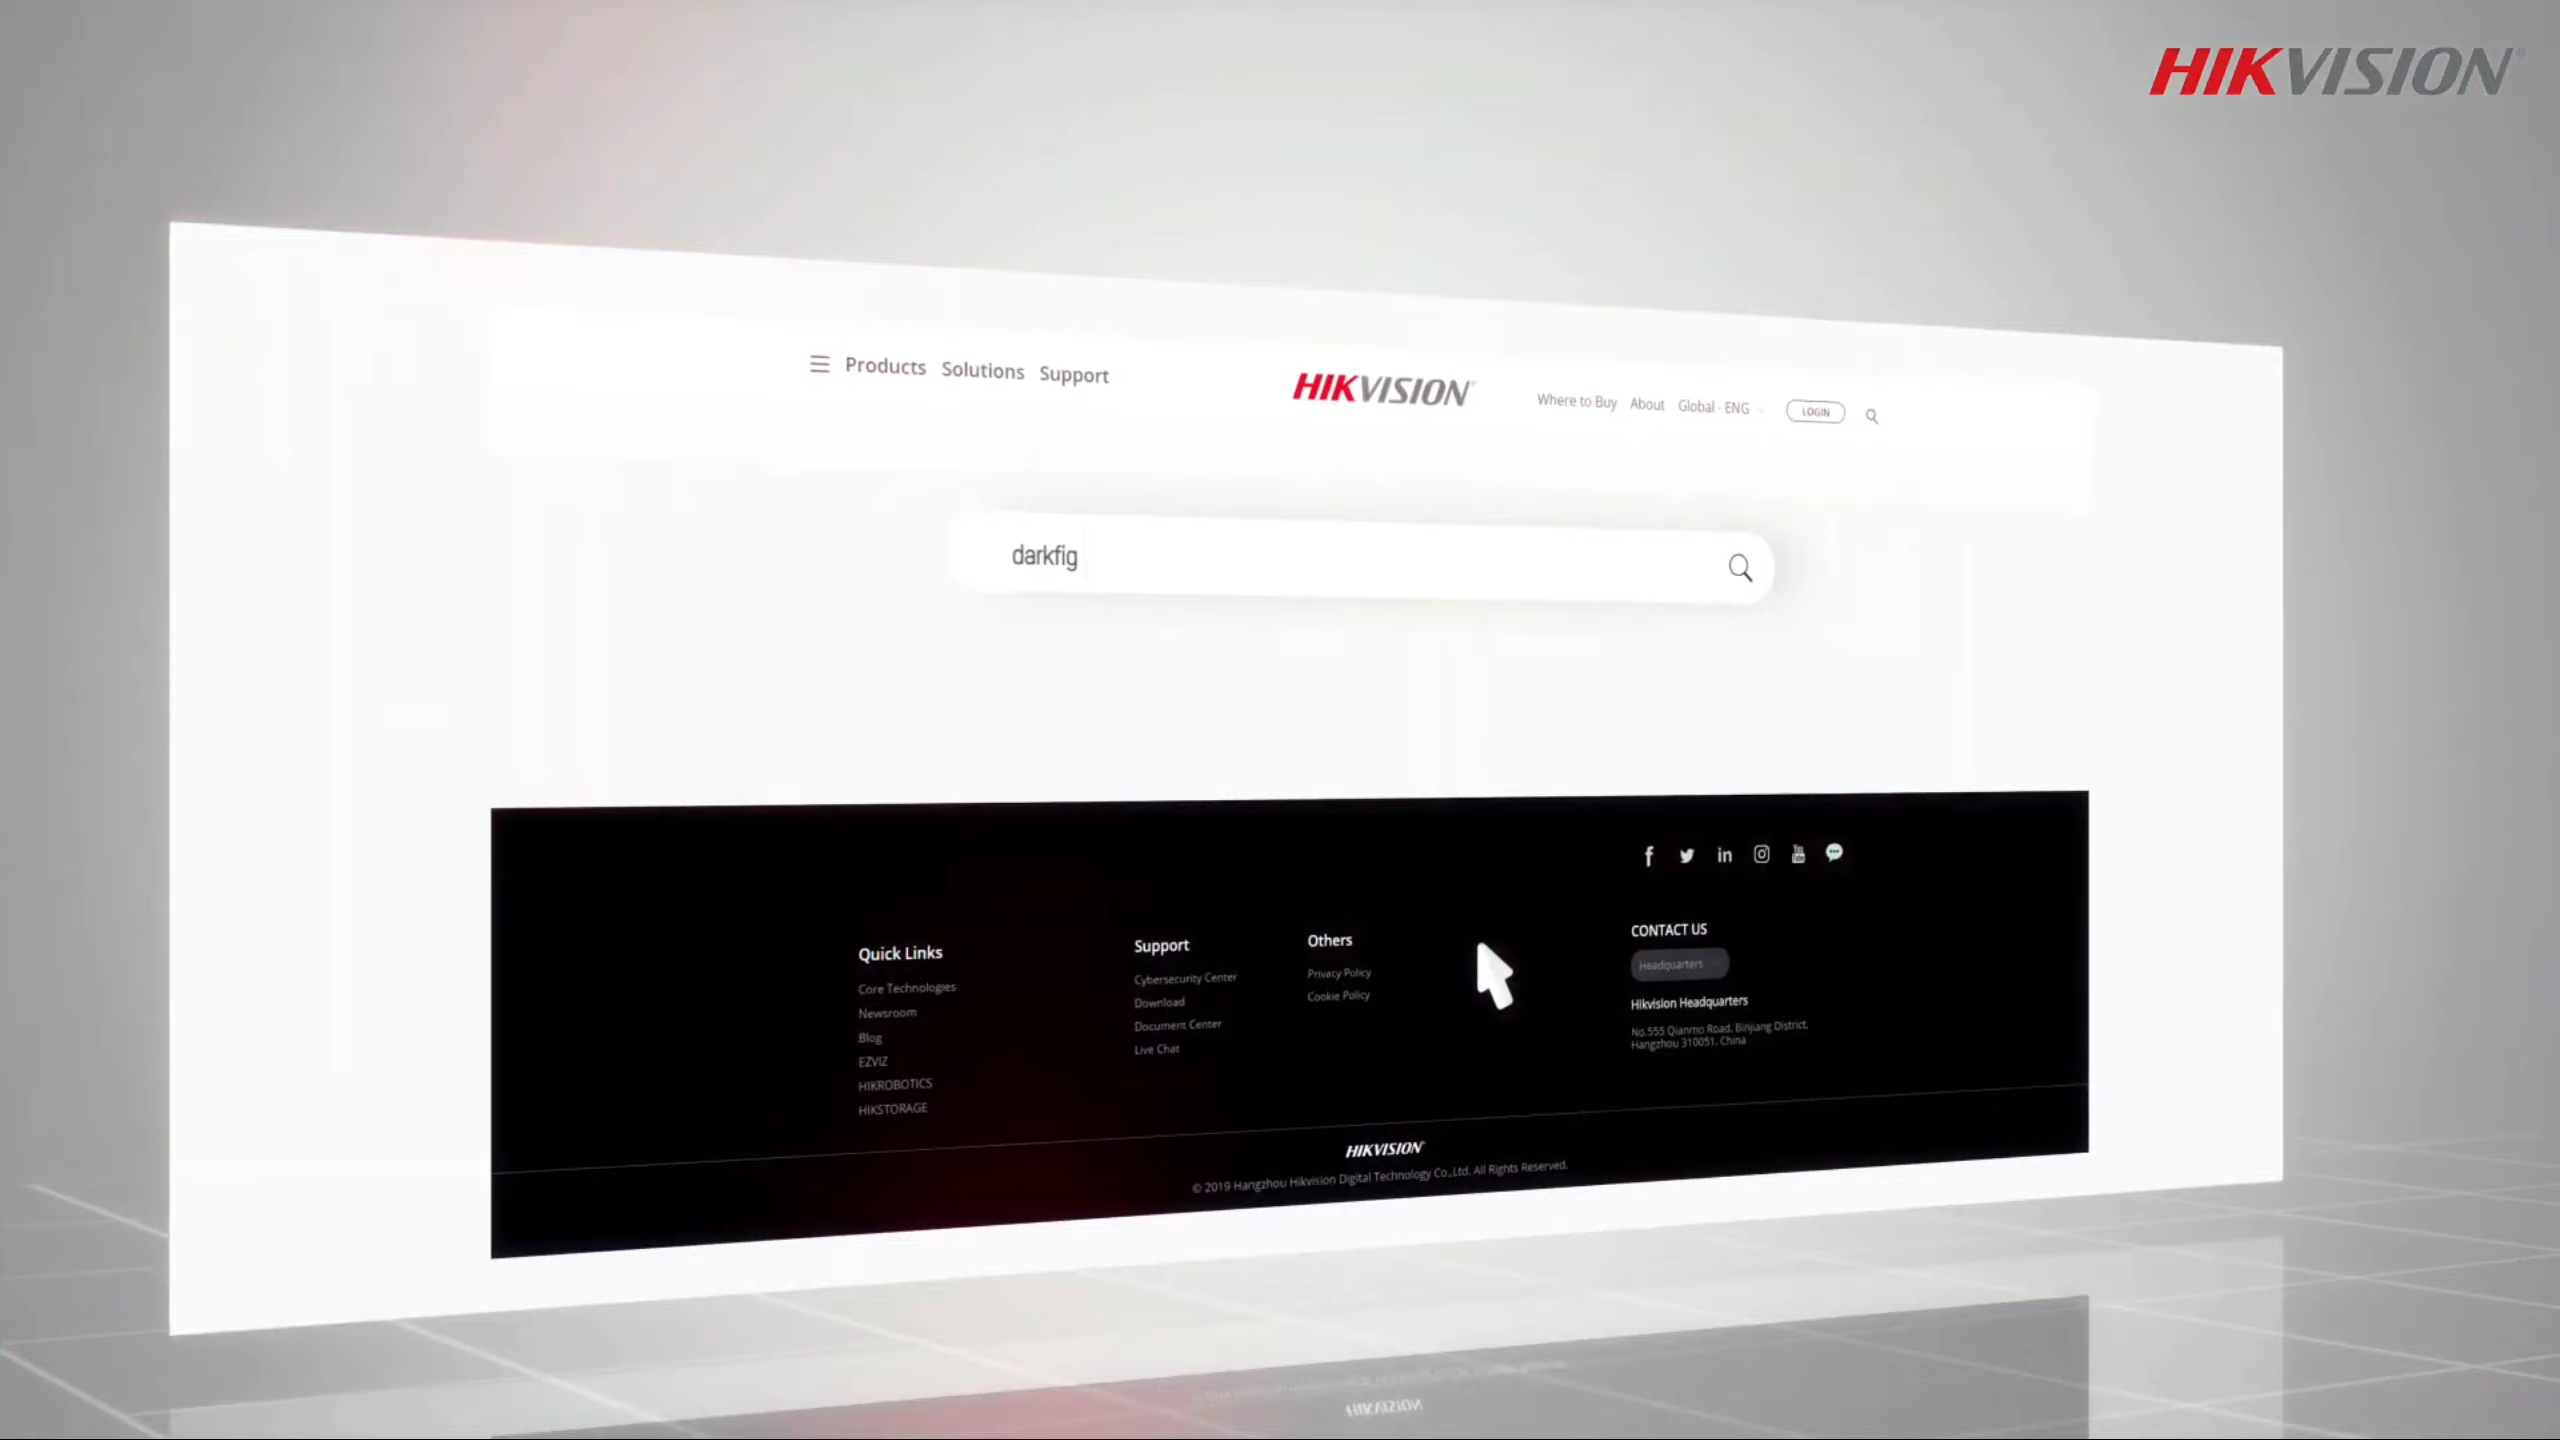 HIKVISION®
Products Solutions Support
HIKVISION
Where to Buy About Global - ENG LOGIN
darkfig
Quick Links
Core Technologies
Newsroom
Blog
EZVIZ
HIKROBOTICS
HIKSTORAGE
Support
Cybersecurity Center
Download
Document Center
Live Chat
Others
Privacy Policy
Cookie Policy
CONTACT US
Headquarters
Hikvision Headquarters
No.555 Qianmo Road, Binjiang District,
Hangzhou 310051, China
HIKVISION
© 2019 Hangzhou Hikvision Digital Technology Co.,Ltd. All Rights Reserved.